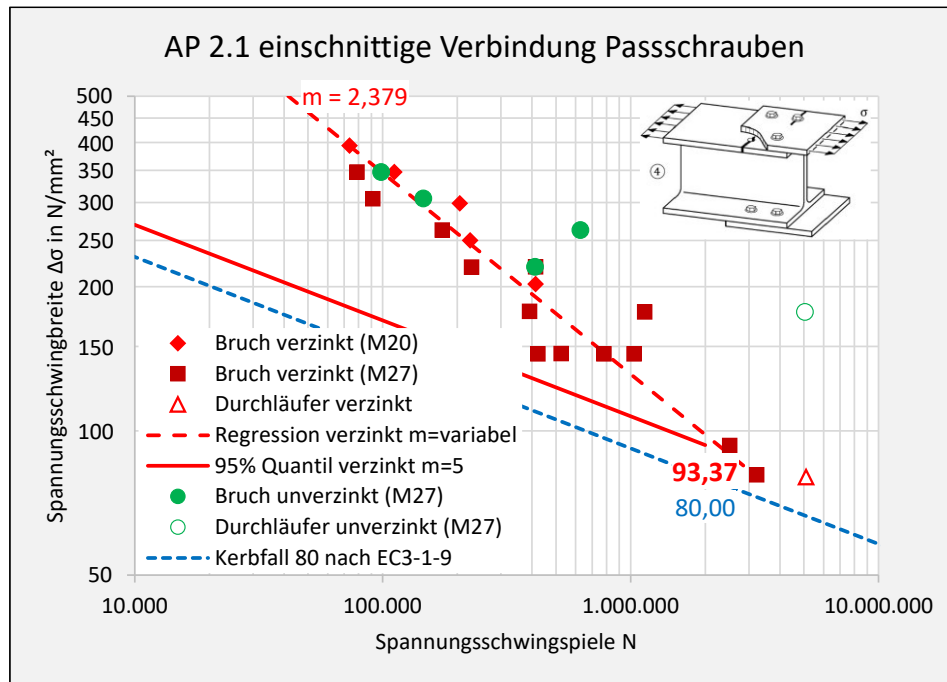 AP 2.1 einschnittige Verbindung Passschrauben
m = 2,379
σ
4
Spannungsschwingbreite Δσ in N/mm²
500
450
400
350
300
250
200
150
100
50
Bruch verzinkt (M20)
Bruch verzinkt (M27)
Durchläufer verzinkt
Regression verzinkt m=variabel
95% Quantil verzinkt m=5
Bruch unverzinkt (M27)
Durchläufer unverzinkt (M27)
Kerbfall 80 nach EC3-1-9
93,37
80,00
10.000
100.000
1.000.000
10.000.000
Spannungsschwingspiele N